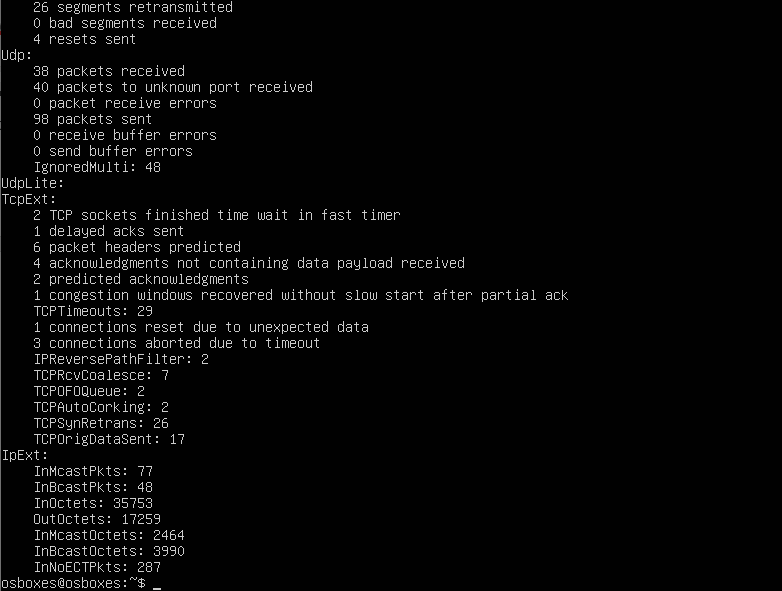 26 segments retransmitted
0 bad segments received
4 resets sent
Udp:
38 packets received
40 packets to unknown port received
0 packet receive errors
98 packets sent
0 receive buffer errors
0 send buffer errors
IgnoredMulti: 48
UdpLite:
TcpExt:
2 TCP sockets finished time wait in fast timer
1 delayed acks sent
6 packet headers predicted
4 acknowledgments not containing data payload received
2 predicted acknowledgments
1 congestion windows recovered without slow start after partial ack
TCPTimeouts: 29
1 connections reset due to unexpected data
3 connections aborted due to timeout
IPReversePathFilter: 2
TCPRcvCoalesce: 7
TCPOFOQueue: 2
TCPAutoCorking: 2
TCPSynRetrans: 26
TCPOrigDataSent: 17
IpExt:
InMcastPkts: 77
InBcastPkts: 48
InOctets: 35753
OutOctets: 17259
InMcastOctets: 2464
InBcastOctets: 3990
InNoECTPkts: 287
osboxes@osboxes:~$ _